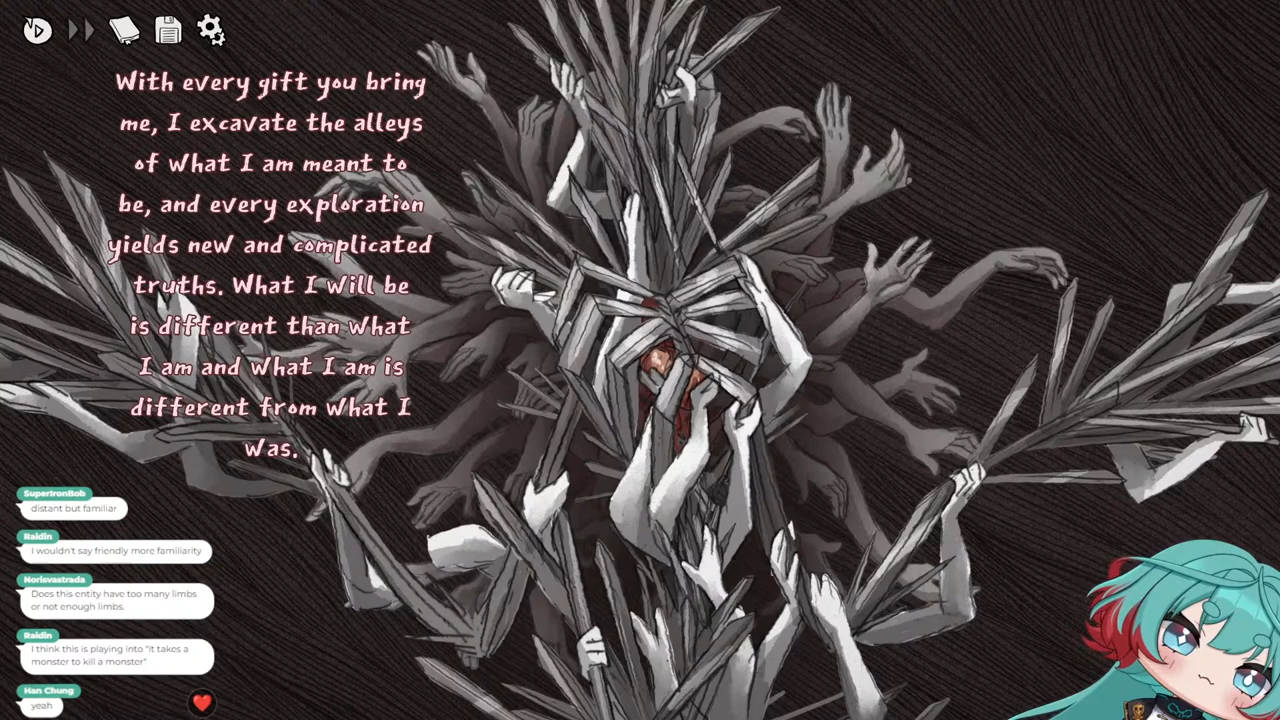 With every gift you bring
me, I excavate the alleys
of what I am meant to
be, and every exploration
yields new and complicated
truths. What I will be
is different than what
I am and what I am is
different from what I
was.
SuperIronBob
distant but familiar
Raidin
I wouldn't say friendly more familiarity
Norisvastrada
Does this entity have too many limbs
or not enough limbs.
Raidin
I think this is playing into "it takes a
monster to kill a monster"
Han Chung
yeah